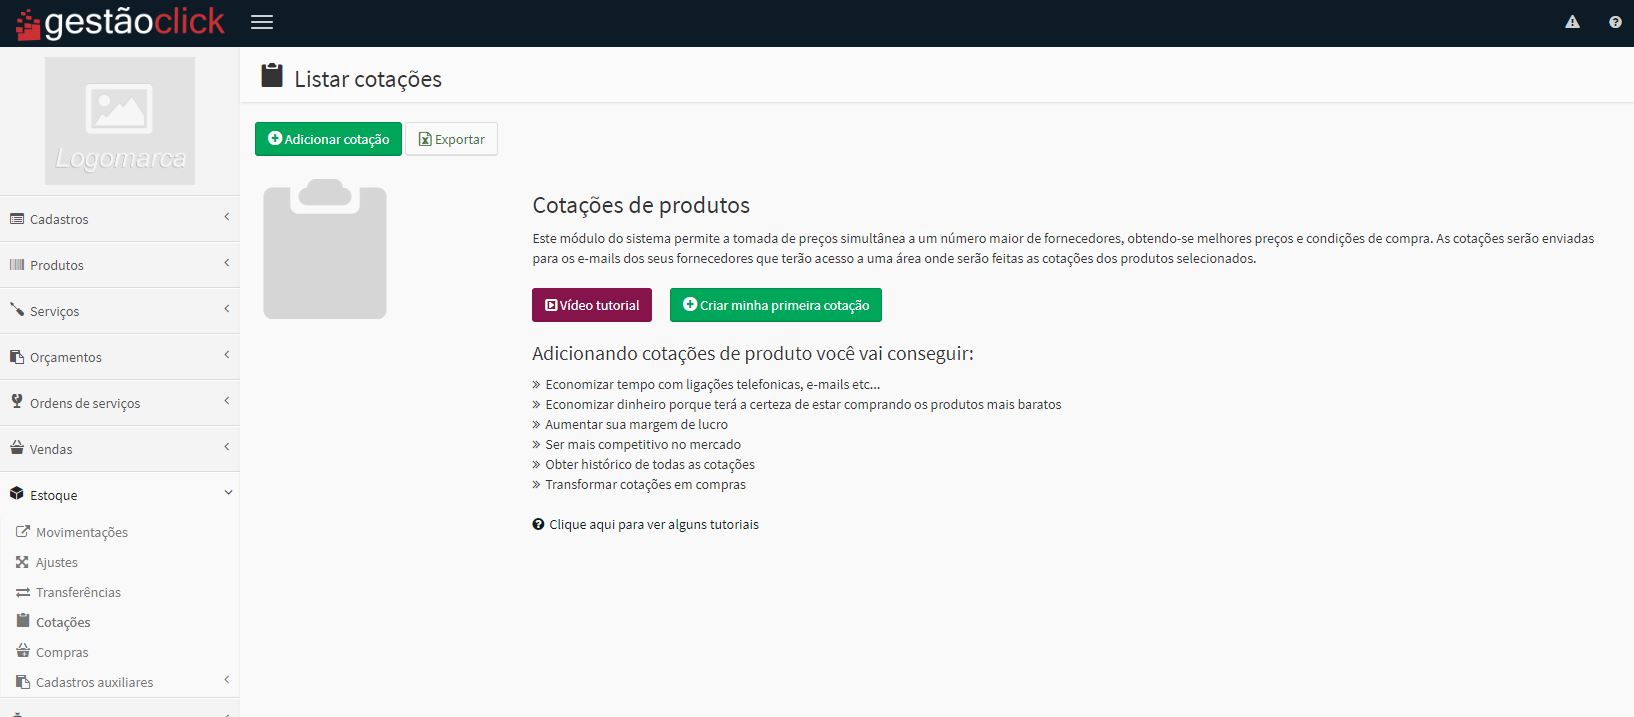 gestãoclick
Logomarca
Cadastros
Produtos
Serviços
Orçamentos
Ordens de serviços
Vendas
Estoque
Movimentações
Ajustes
Transferências
Cotações
Compras
Cadastros auxiliares
Listar cotações
Adicionar cotação
Exportar
Cotações de produtos
Este módulo do sistema permite a tomada de preços simultânea a um número maior de fornecedores, obtendo-se melhores preços e condições de compra. As cotações serão enviadas
para os e-mails dos seus fornecedores que terão acesso a uma área onde serão feitas as cotações dos produtos selecionados.
Vídeo tutorial
Criar minha primeira cotação
Adicionando cotações de produto você vai conseguir:
» Economizar tempo com ligações telefonicas, e-mails etc...
» Economizar dinheiro porque terá a certeza de estar comprando os produtos mais baratos
» Aumentar sua margem de lucro
» Ser mais competitivo no mercado
» Obter histórico de todas as cotações
» Transformar cotações em compras
Clique aqui para ver alguns tutoriais